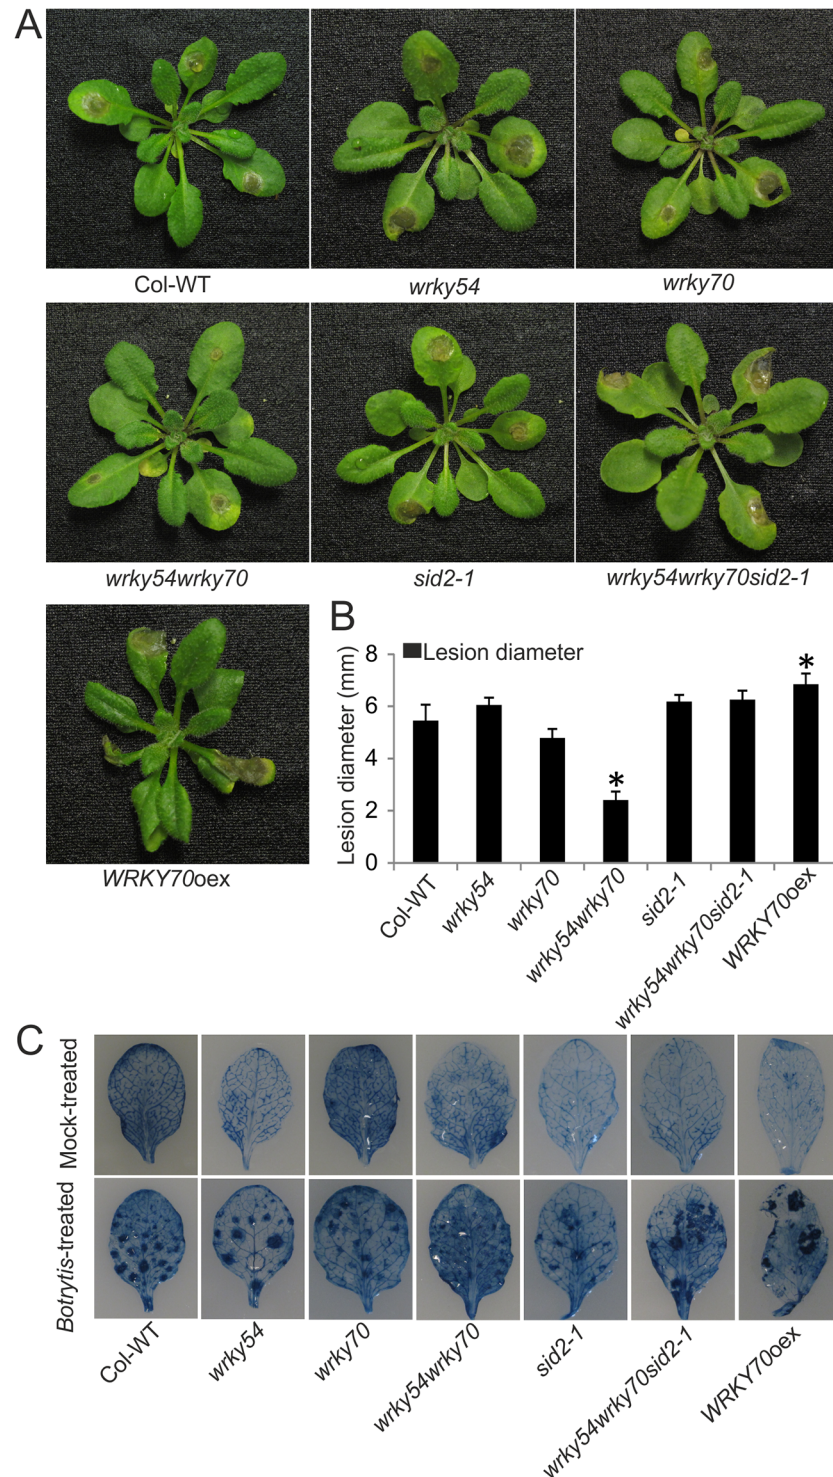 A
Col-WT
wrky54
wrky70
wrky54wrky70
sid2-1
wrky54wrky70sid2-1
WRKY70oex
B
Lesion diameter
Lesion diameter (mm)
8
6
4
2
0
*
*
Col-WT
wrky54
wrky70
wrky54wrky70
sid2-1
wrky54wrky70sid2-1
WRKY70oex
C
Mock-treated
Botrytis-treated
Col-WT
wrky54
wrky70
wrky54wrky70
sid2-1
wrky54wrky70sid2-1
WRKY70oex